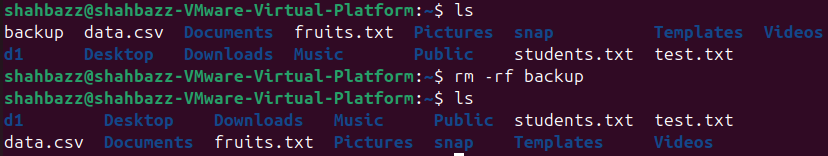 shahbazz@shahbazz-VMware-Virtual-Platform:~$ ls
backup  data.csv  Documents  fruits.txt  Pictures  snap          Templates  Videos
d1      Desktop   Downloads  Music       Public    students.txt  test.txt
shahbazz@shahbazz-VMware-Virtual-Platform:~$ rm -rf backup
shahbazz@shahbazz-VMware-Virtual-Platform:~$ ls
d1        Desktop    Downloads   Music     Public  students.txt  test.txt
data.csv  Documents  fruits.txt  Pictures  snap    Templates     Videos